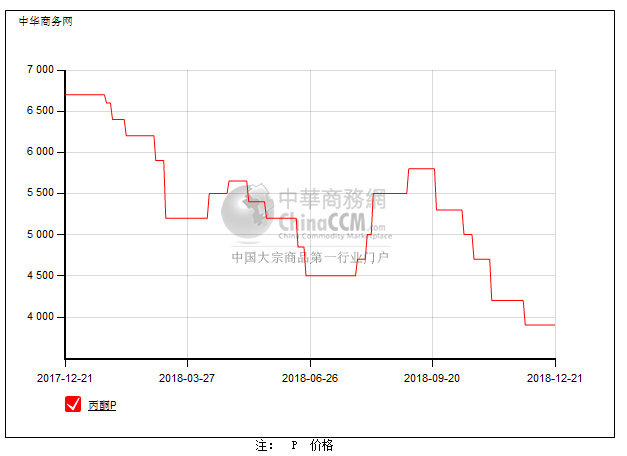 中华商务网
7 000
6 500
6 000
5 500
5 000
4 500
4 000
中華商務網
ChinaCCM.com
China Commodity Marketplace
中国大宗商品第一行业门户
2017-12-21 2018-03-27 2018-06-26 2018-09-20 2018-12-21
丙酮P
注： P 价格